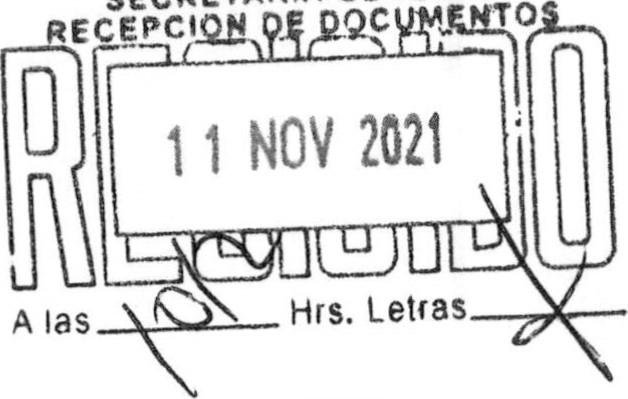 RECEPCION DE DOCUMENTOS
RECIBIDO
11 NOV 2021
A las Hrs. Letras